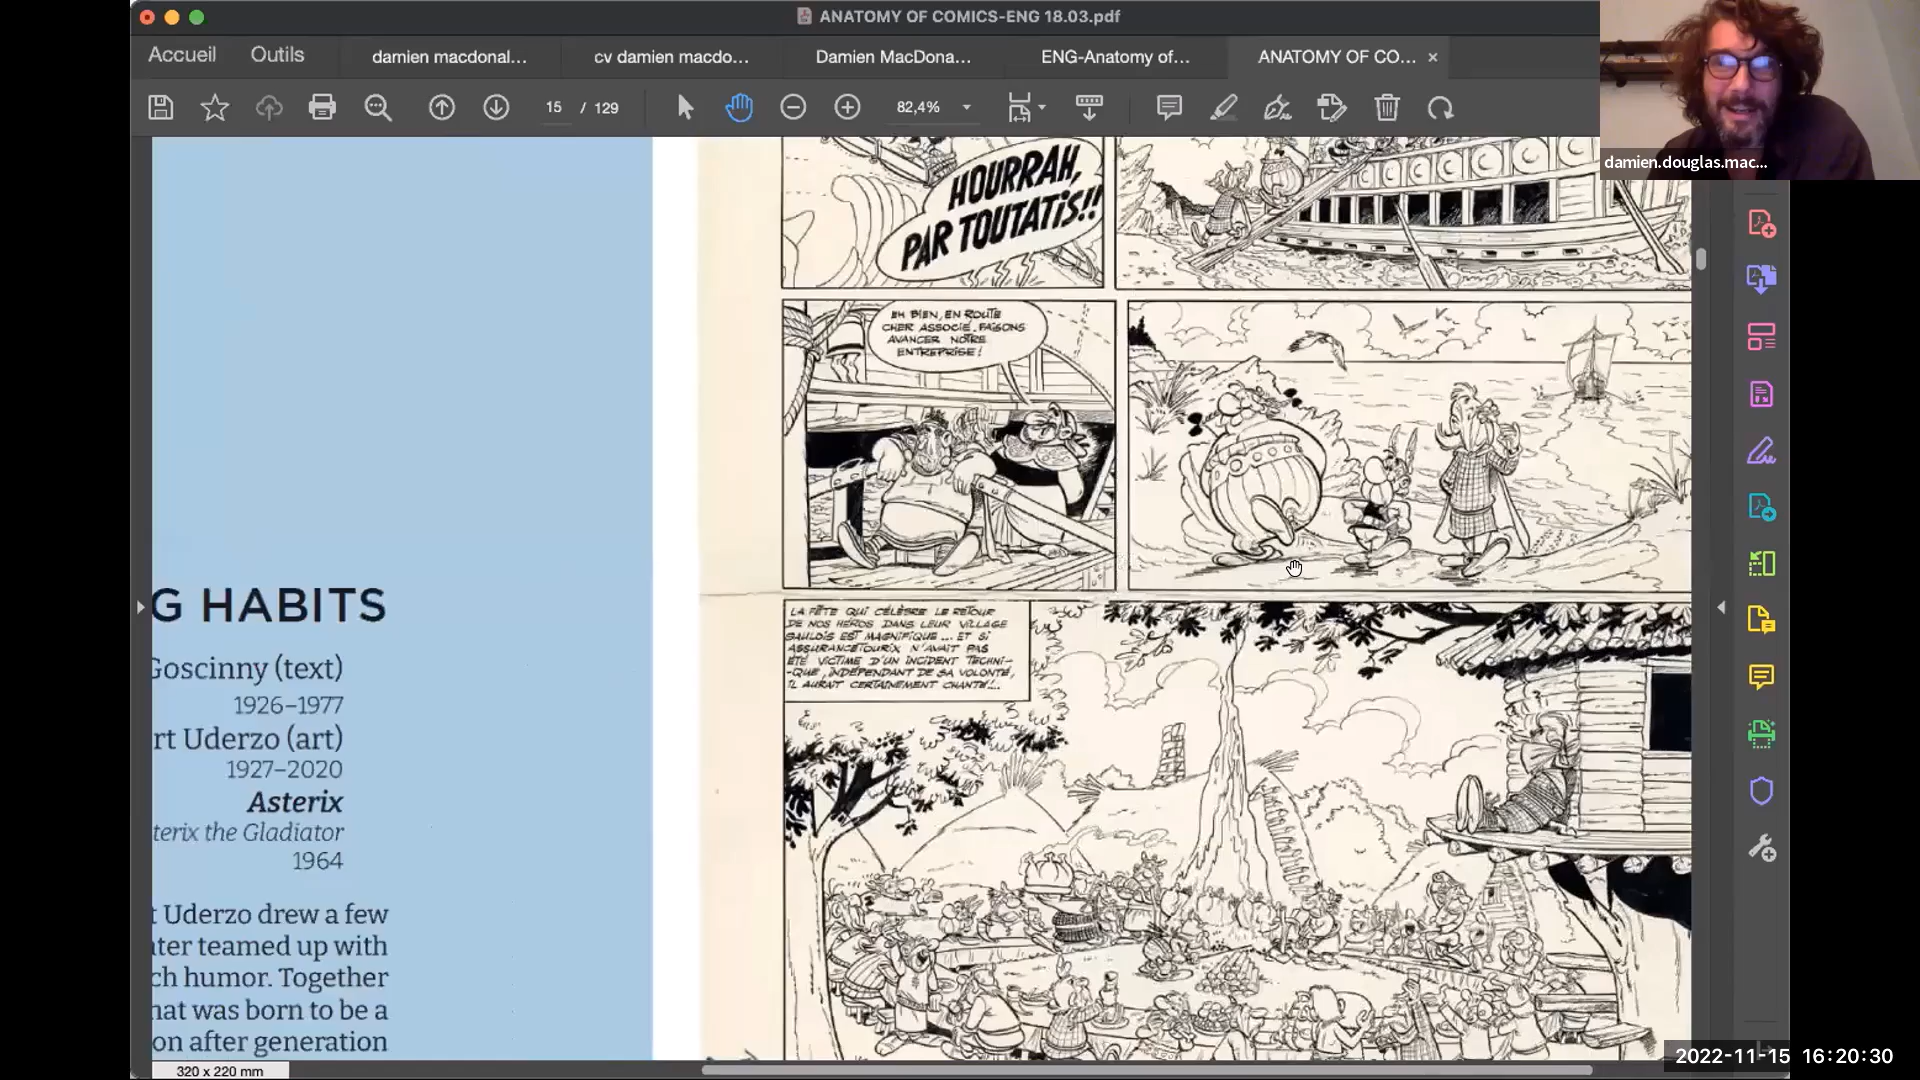 ANATOMY OF COMICS-ENG 18.03.pdf
Accueil
Outils
damien macdonal...
cv damien macdo...
Damien MacDona...
ENG-Anatomy of...
ANATOMY OF CO...
15 / 129
82,4%
damien.douglas.mac...
HOURRAH,
PAR TOUTATIS!!
EH BIEN, EN ROUTE
CHER ASSOCIÉ. FAISONS
AVANCER NOTRE
ENTREPRISE!
G HABITS
Goscinny (text)
1926–1977
rt Uderzo (art)
1927–2020
Asterix
terix the Gladiator
1964
t Uderzo drew a few
ater teamed up with
ch humor. Together
hat was born to be a
on after generation
LA FÊTE QUI CÉLÈBRE LE RETOUR
DE NOS HÉROS DANS LEUR VILLAGE
GAULOIS EST MAGNIFIQUE... ET SI
ASSURANCETOURIX N'AVAIT PAS
ÉTÉ VICTIME D'UN INCIDENT TECHNI-
-QUE, INDÉPENDANT DE SA VOLONTÉ,
IL AURAIT CERTAINEMENT CHANTÉ!..
320 x 220 mm
2022-11-15 16:20:30